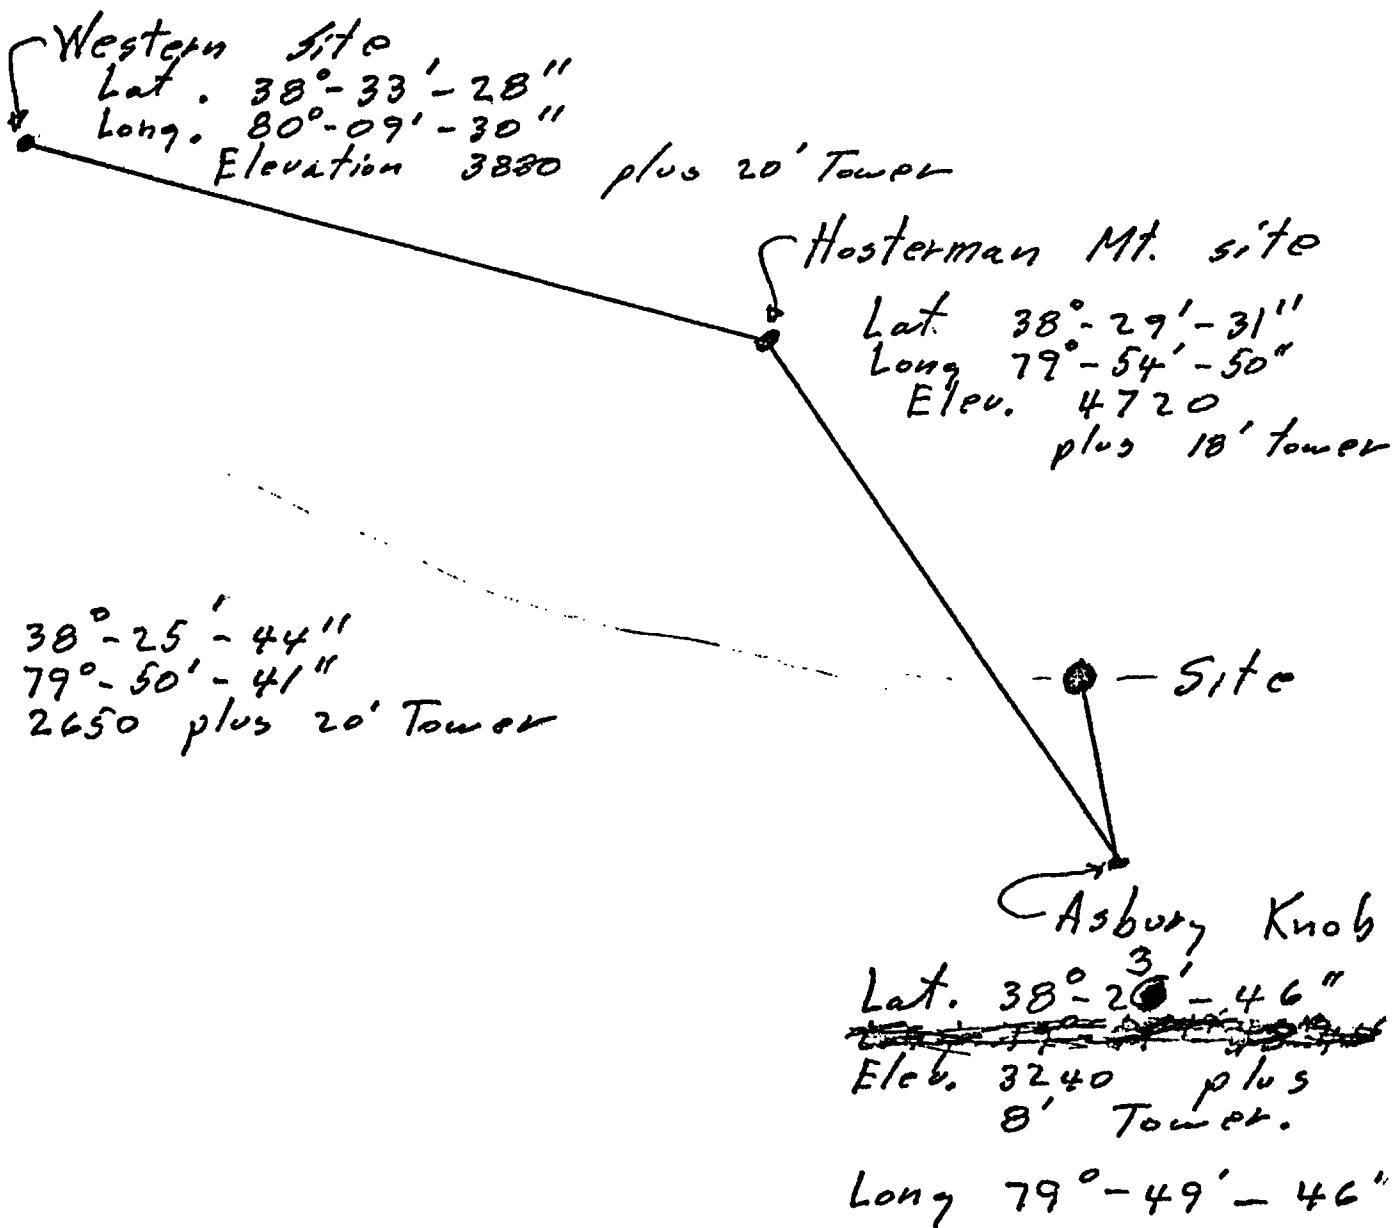 Western Site
Lat. 38°-33'-28"
Long. 80°-09'-30"
Elevation 3830 plus 20' Tower
Hosterman Mt. site
Lat. 38°-29'-31"
Long 79°-54'-50"
Elev. 4720
plus 18' tower
38°-25'-44"
79°-50'-41"
2650 plus 20' Tower
— Site
Asbury Knob
3
Lat. 38°-2 '-46"
Elev. 3240 plus
8' Tower.
Long 79°-49'-46"